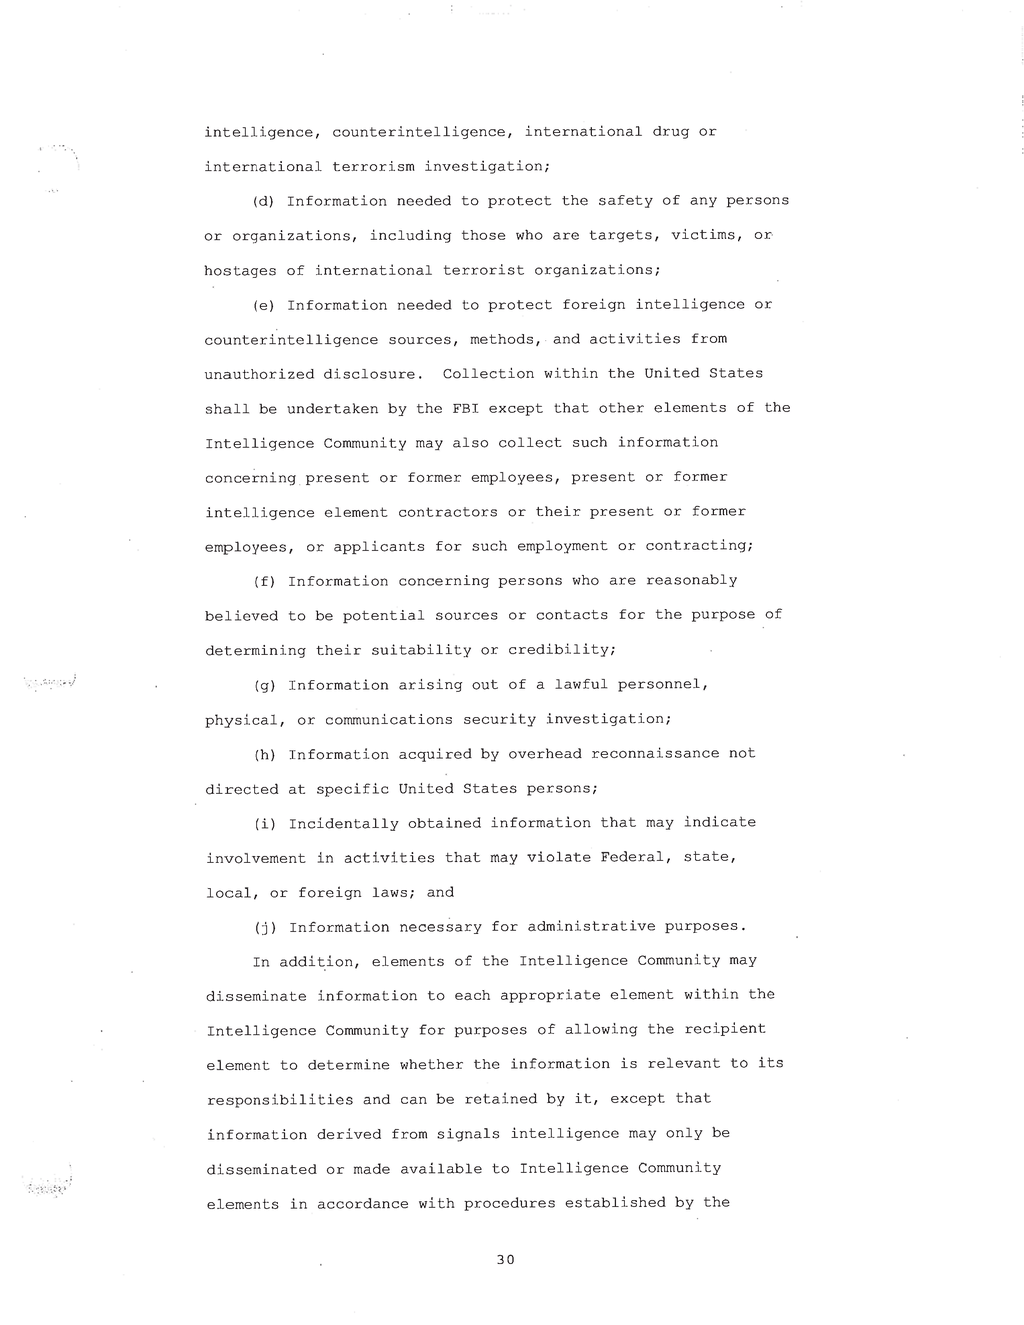 intelligence, counterintelligence, international drug or
international terrorism investigation;
(d) Information needed to protect the safety of any persons
or organizations, including those who are targets, victims, or
hostages of international terrorist organizations;
(e) Information needed to protect foreign intelligence or
counterintelligence sources, methods, and activities from
unauthorized disclosure. Collection within the United States
shall be undertaken by the FBI except that other elements of the
Intelligence Community may also collect such information
concerning present or former employees, present or former
intelligence element contractors or their present or former
employees, or applicants for such employment or contracting;
(f) Information concerning persons who are reasonably
believed to be potential sources or contacts for the purpose of
determining their suitability or credibility;
(g) Information arising out of a lawful personnel,
physical, or communications security investigation;
(h) Information acquired by overhead reconnaissance not
directed at specific United States persons;
(i) Incidentally obtained information that may indicate
involvement in activities that may violate Federal, state,
local, or foreign laws; and
(j) Information necessary for administrative purposes.
In addition, elements of the Intelligence Community may
disseminate information to each appropriate element within the
Intelligence Community for purposes of allowing the recipient
element to determine whether the information is relevant to its
responsibilities and can be retained by it, except that
information derived from signals intelligence may only be
disseminated or made available to Intelligence Community
elements in accordance with procedures established by the
30